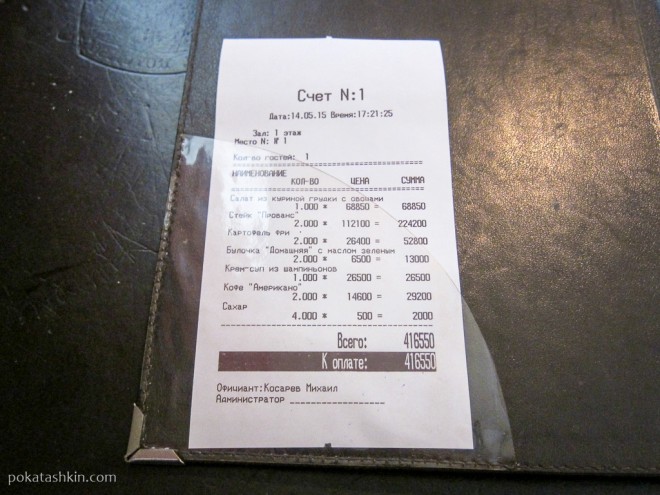 Счет N:1
Дата:14.05.15 Время:17:21:25
Зал: 1 этаж
Место N: № 1
Кол-во гостей: 1
НАИМЕНОВАНИЕ
КОЛ-ВО ЦЕНА СУММА
Салат из куриной грудки с овощами
1.000 * 68850 = 68850
Стейк "Прованс"
2.000 * 112100 = 224200
Картофель фри
2.000 * 26400 = 52800
Булочка "Домашняя" с маслом зеленым
2.000 * 6500 = 13000
Крем-суп из шампиньонов
1.000 * 26500 = 26500
Кофе "Американо"
2.000 * 14600 = 29200
Сахар
4.000 * 500 = 2000
Всего: 416550
К оплате: 416550
Официант:Косарев Михаил
Администратор
pokatashkin.com